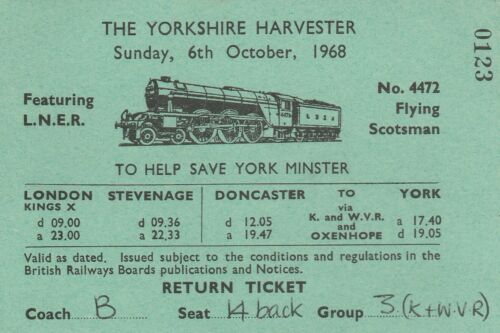 THE YORKSHIRE HARVESTER
Sunday, 6th October, 1968
0123
Featuring
L.N.E.R.
No. 4472
Flying
Scotsman
4472
L N E R
TO HELP SAVE YORK MINSTER
LONDON STEVENAGE DONCASTER TO YORK
KINGS X via
d 09.00 d 09.36 d 12.05 K. and W.V.R. a 17.40
and
a 23.00 a 22.33 a 19.47 OXENHOPE d 19.05
Valid as dated. Issued subject to the conditions and regulations in the
British Railways Boards publications and Notices.
RETURN TICKET
Coach B Seat 14 back Group 3 (K+W.V.R)